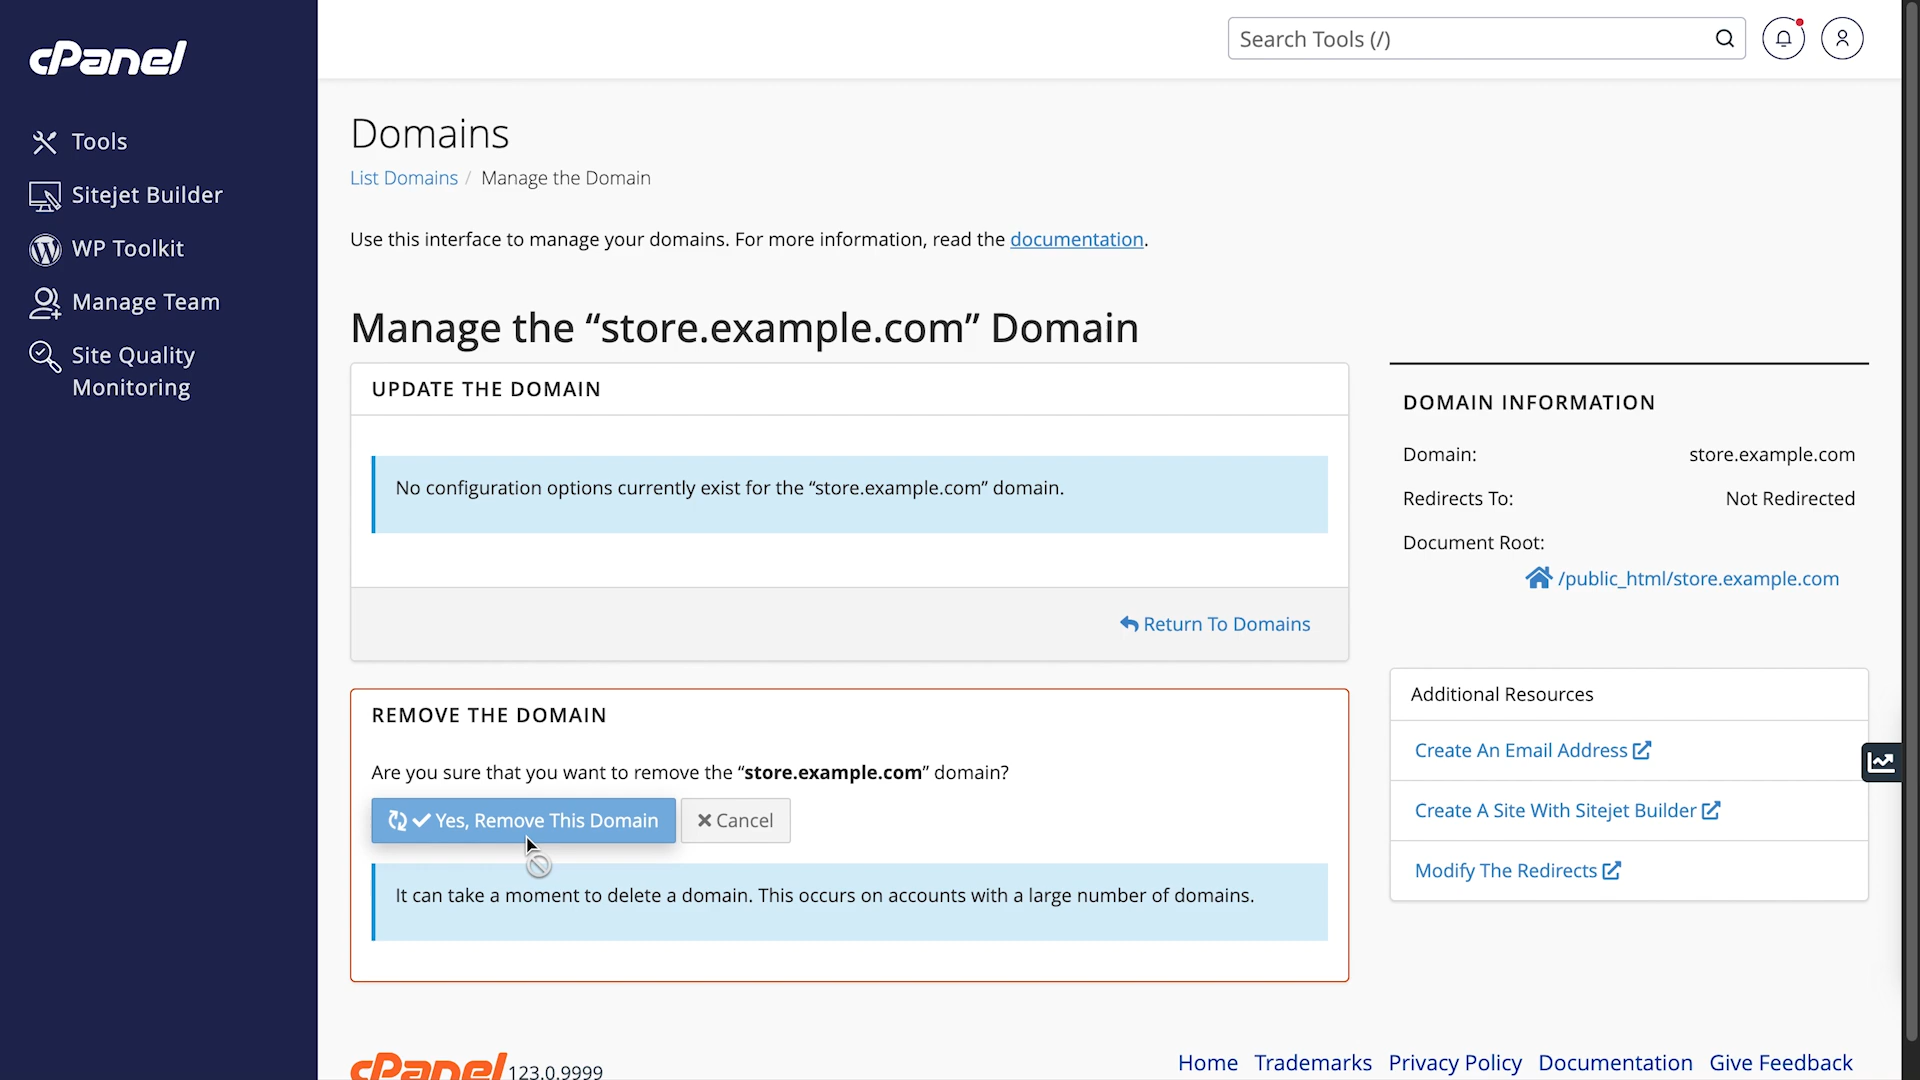 cPanel
Search Tools (/)
Tools
Sitejet Builder
WP Toolkit
Manage Team
Site Quality
Monitoring
Domains
List Domains / Manage the Domain
Use this interface to manage your domains. For more information, read the documentation.
Manage the “store.example.com” Domain
UPDATE THE DOMAIN
No configuration options currently exist for the “store.example.com” domain.
Return To Domains
REMOVE THE DOMAIN
Are you sure that you want to remove the “store.example.com” domain?
Yes, Remove This Domain
Cancel
It can take a moment to delete a domain. This occurs on accounts with a large number of domains.
DOMAIN INFORMATION
Domain: store.example.com
Redirects To: Not Redirected
Document Root:
/public_html/store.example.com
Additional Resources
Create An Email Address
Create A Site With Sitejet Builder
Modify The Redirects
cPanel 123.0.9999
Home Trademarks Privacy Policy Documentation Give Feedback